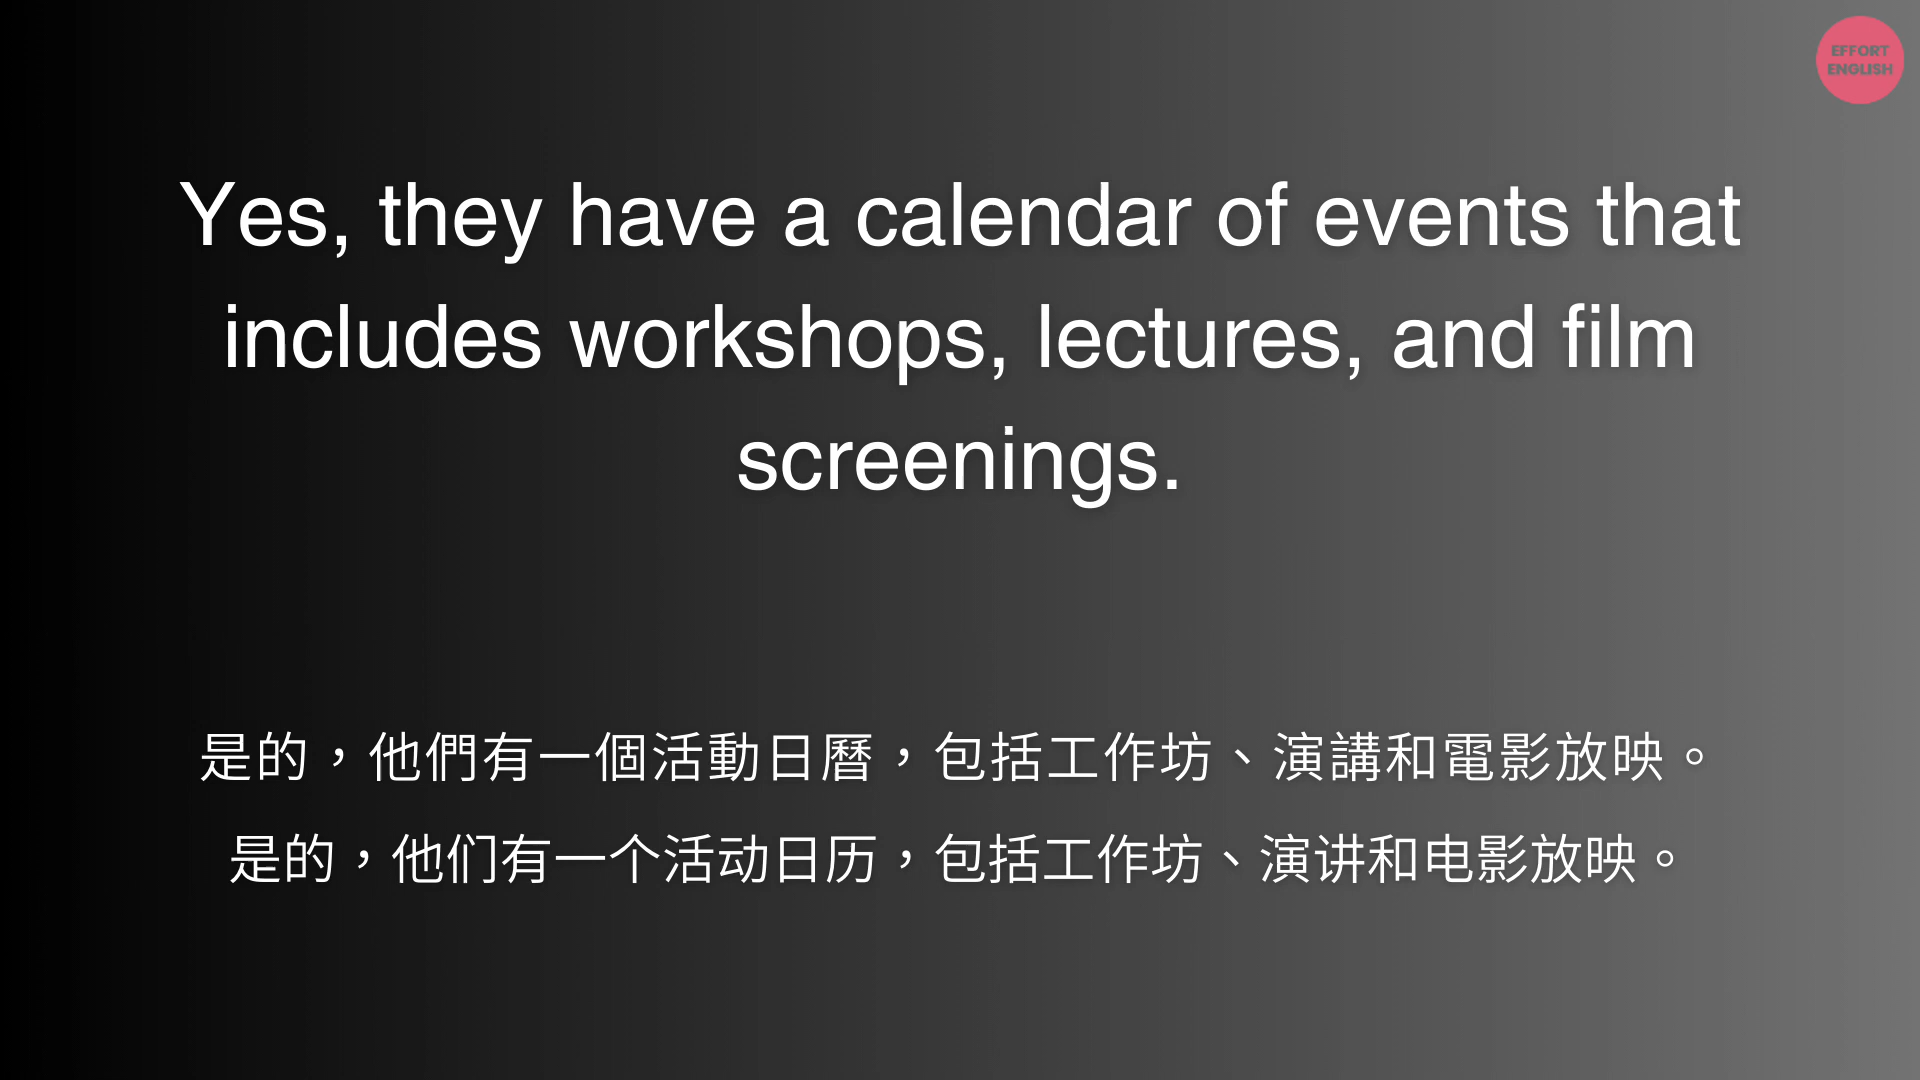 EFFORT
ENGLISH
Yes, they have a calendar of events that
includes workshops, lectures, and film
screenings.
是的，他們有一個活動日曆，包括工作坊、演講和電影放映。
是的，他们有一个活动日历，包括工作坊、演讲和电影放映。